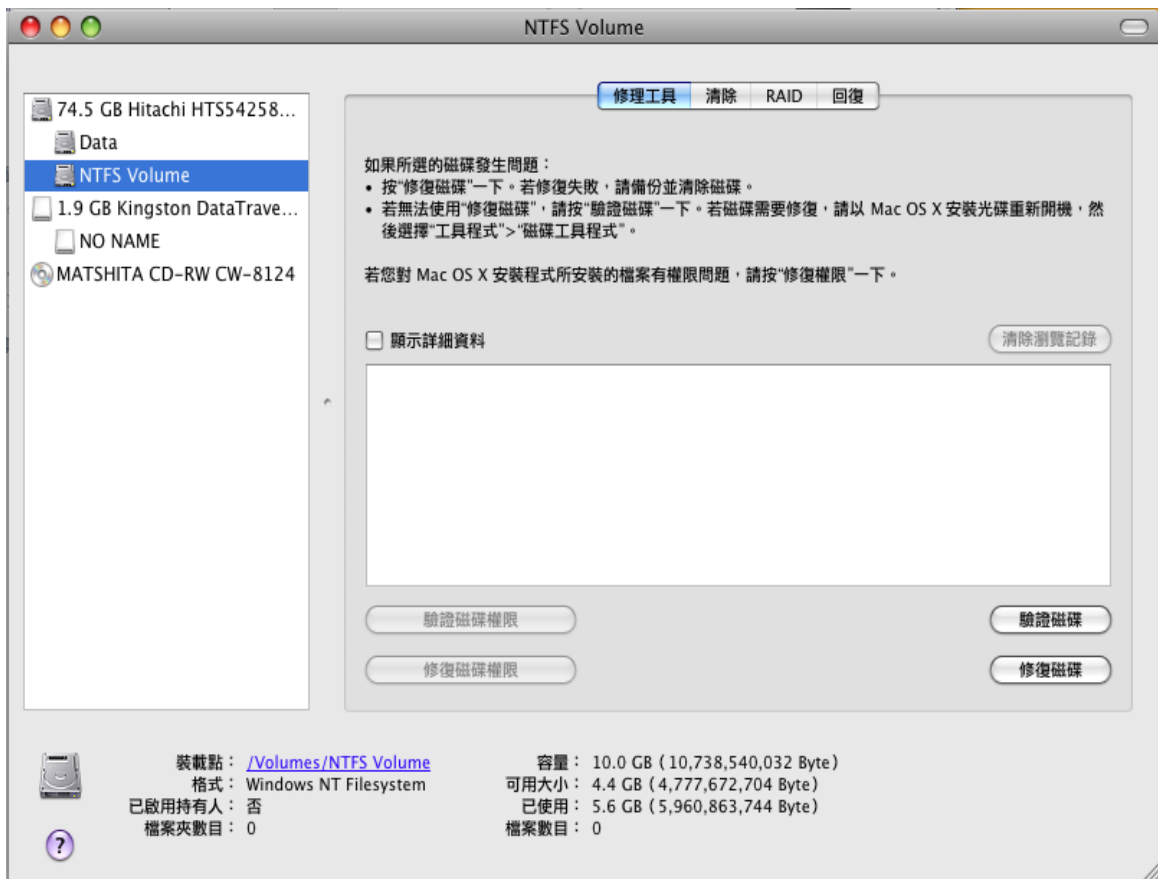 NTFS Volume
74.5 GB Hitachi HTS54258...
Data
NTFS Volume
1.9 GB Kingston DataTrave...
NO NAME
MATSHITA CD-RW CW-8124
修理工具 清除 RAID 回復
如果所選的磁碟發生問題：
• 按“修復磁碟”一下。若修復失敗，請備份並清除磁碟。
• 若無法使用“修復磁碟”，請按“驗證磁碟”一下。若磁碟需要修復，請以 Mac OS X 安裝光碟重新開機，然
後選擇“工具程式”>“磁碟工具程式”。
若您對 Mac OS X 安裝程式所安裝的檔案有權限問題，請按“修復權限”一下。
顯示詳細資料 清除瀏覽記錄
驗證磁碟權限 驗證磁碟
修復磁碟權限 修復磁碟
裝載點： /Volumes/NTFS Volume 容量： 10.0 GB (10,738,540,032 Byte)
格式： Windows NT Filesystem 可用大小： 4.4 GB (4,777,672,704 Byte)
已啟用持有人： 否 已使用： 5.6 GB (5,960,863,744 Byte)
檔案夾數目： 0 檔案數目： 0
?